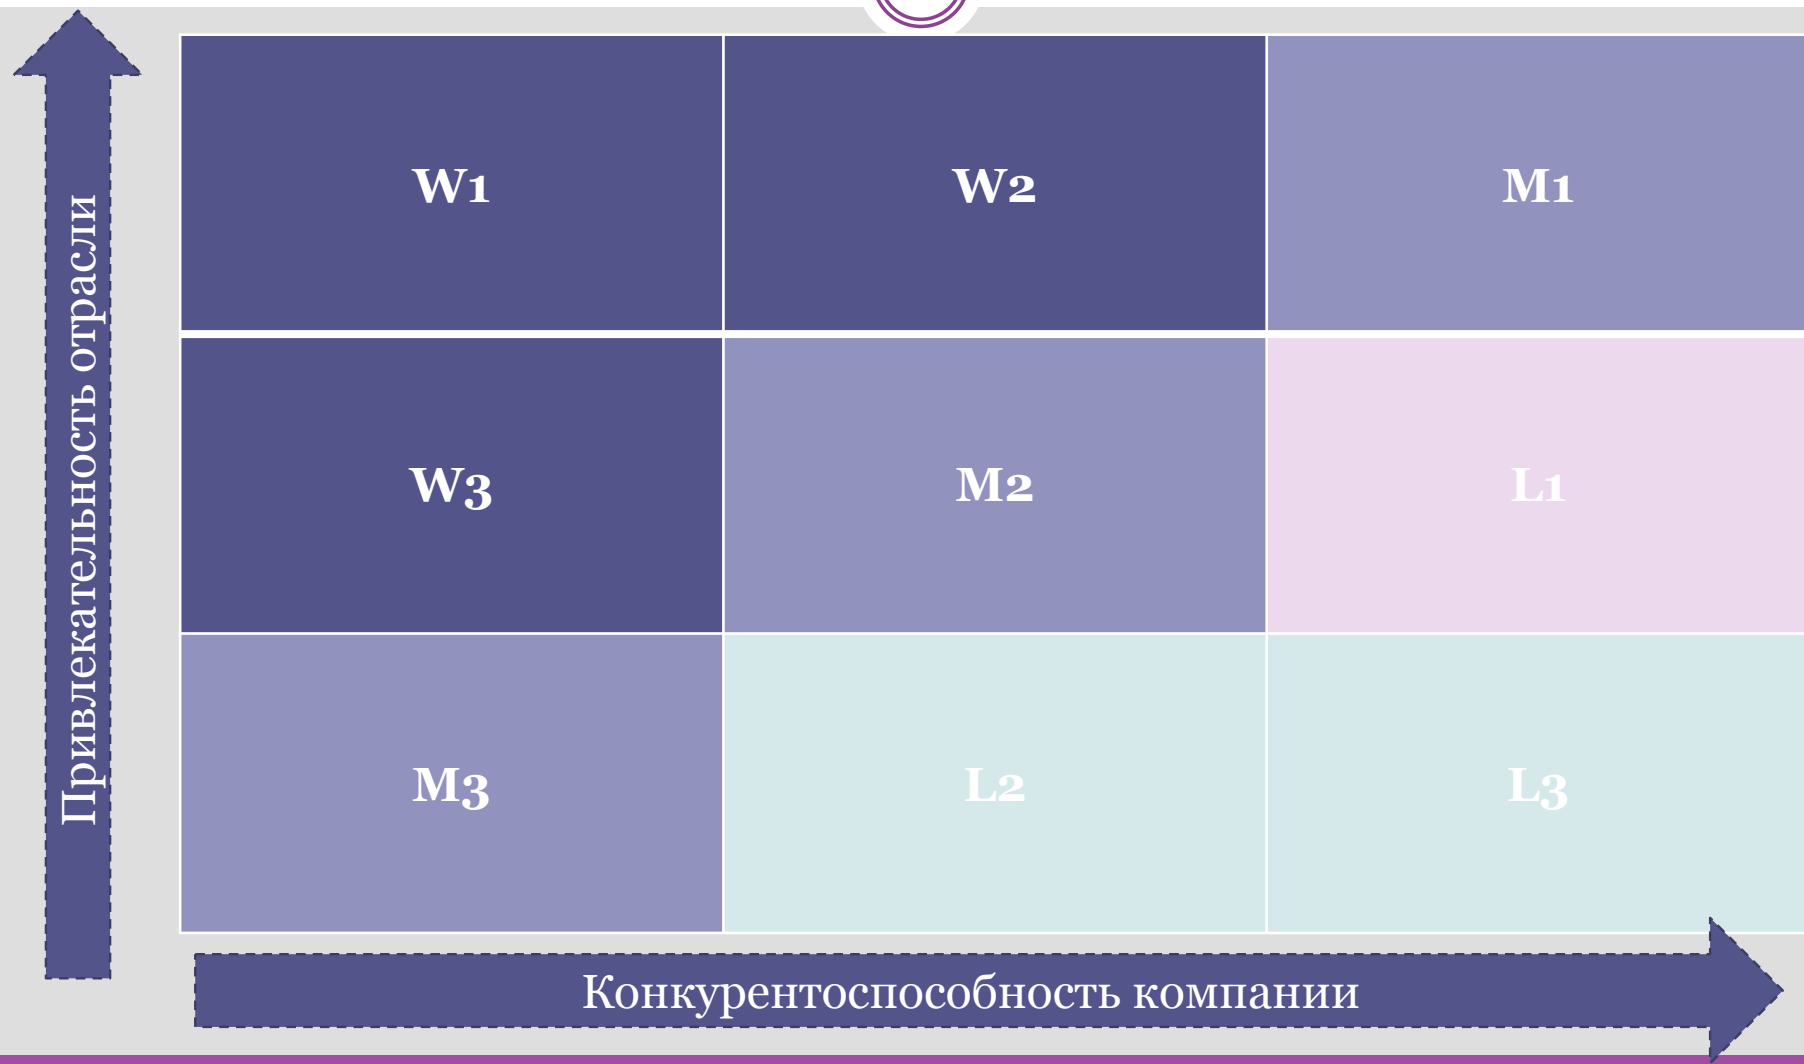 Привлекательность отрасли
W1
W2
M1
W3
M2
L1
M3
L2
L3
Конкурентоспособность компании